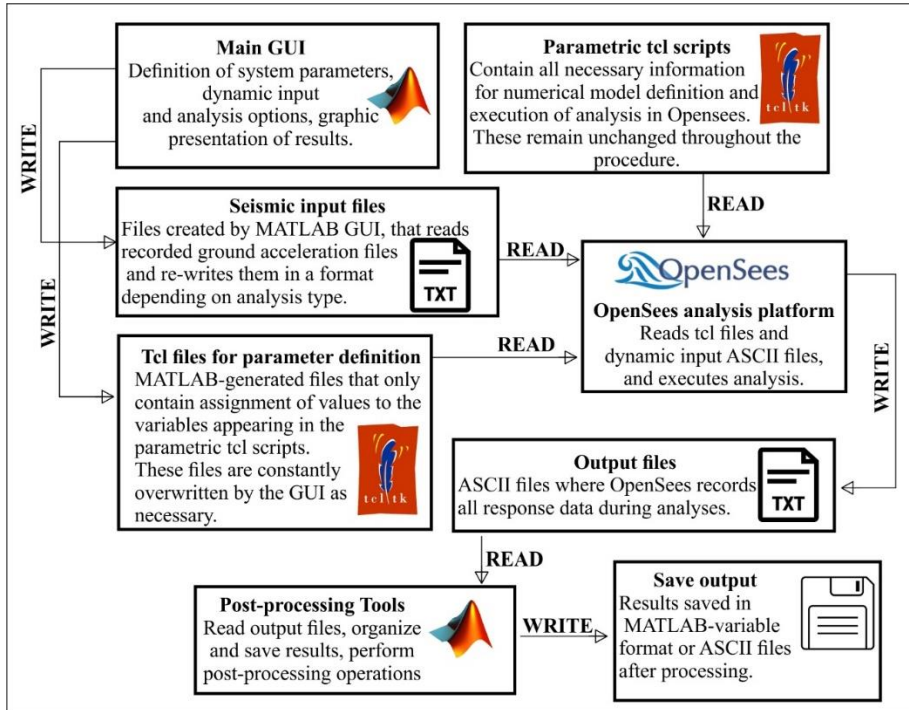 Main GUI
Definition of system parameters,
dynamic input
and analysis options, graphic
presentation of results.
Parametric tcl scripts
Contain all necessary information
for numerical model definition and
execution of analysis in Opensees.
These remain unchanged throughout the
procedure.
tcl tk
WRITE
READ
Seismic input files
Files created by MATLAB GUI, that reads
recorded ground acceleration files
and re-writes them in a format
depending on analysis type.
TXT
READ
OpenSees
OpenSees analysis platform
Reads tcl files and
dynamic input ASCII files,
and executes analysis.
WRITE
Tcl files for parameter definition
MATLAB-generated files that only
contain assignment of values to the
variables appearing in the
parametric tcl scripts.
These files are constantly
overwritten by the GUI as
necessary.
tcl tk
READ
WRITE
Output files
ASCII files where OpenSees records
all response data during analyses.
TXT
READ
Post-processing Tools
Read output files, organize
and save results, perform
post-processing operations
WRITE
Save output
Results saved in
MATLAB-variable
format or ASCII files
after processing.